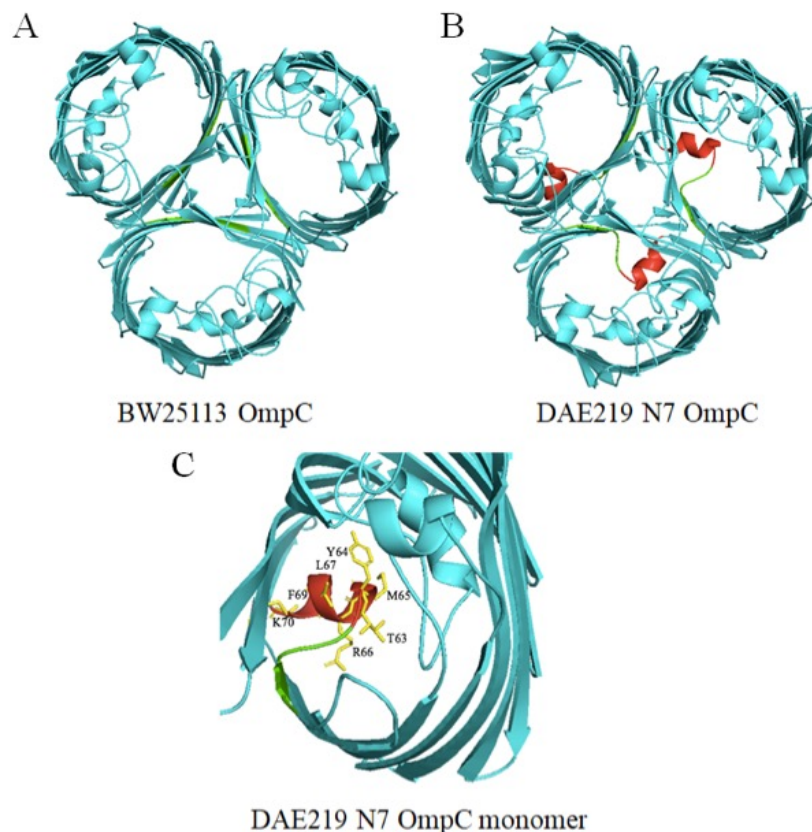 A
B
BW25113 OmpC
DAE219 N7 OmpC
C
Y64
L67
F69
M65
K70
T63
R66
DAE219 N7 OmpC monomer